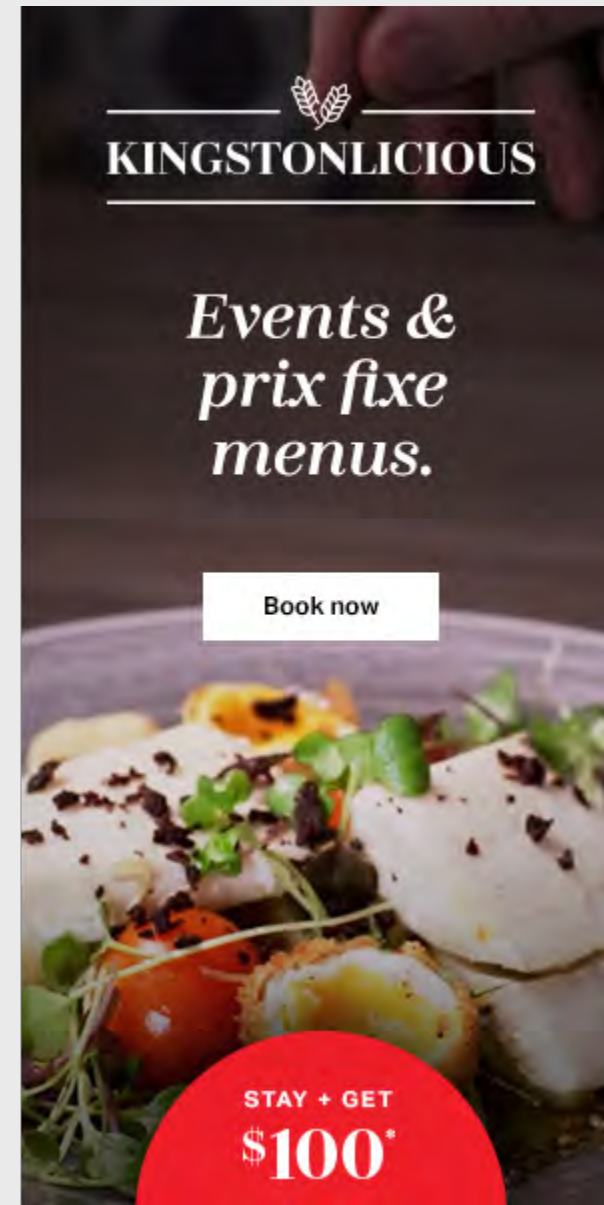 KINGSTONLICIOUS
Events &
prix fixe
menus.
Book now
STAY + GET
$100*